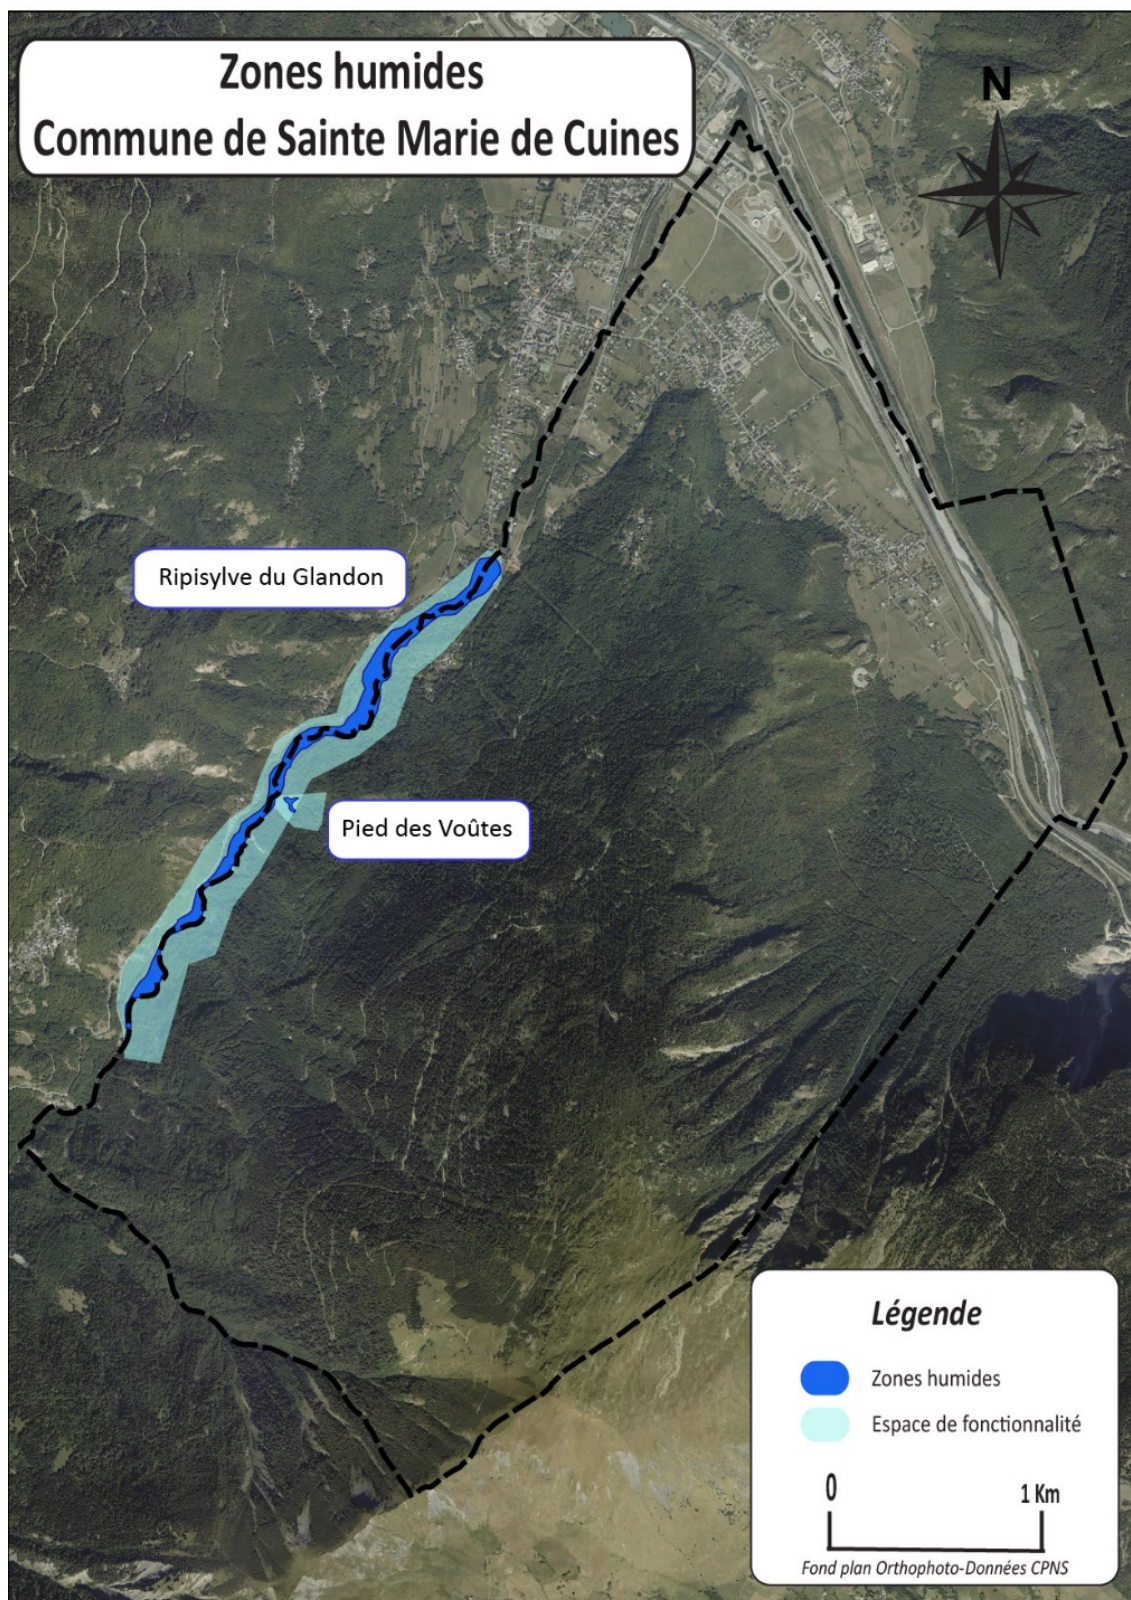 Zones humides
Commune de Sainte Marie de Cuines
N
Ripisylve du Glandon
Pied des Voûtes
Légende
Zones humides
Espace de fonctionnalité
0 1 Km
Fond plan Orthophoto-Données CPNS